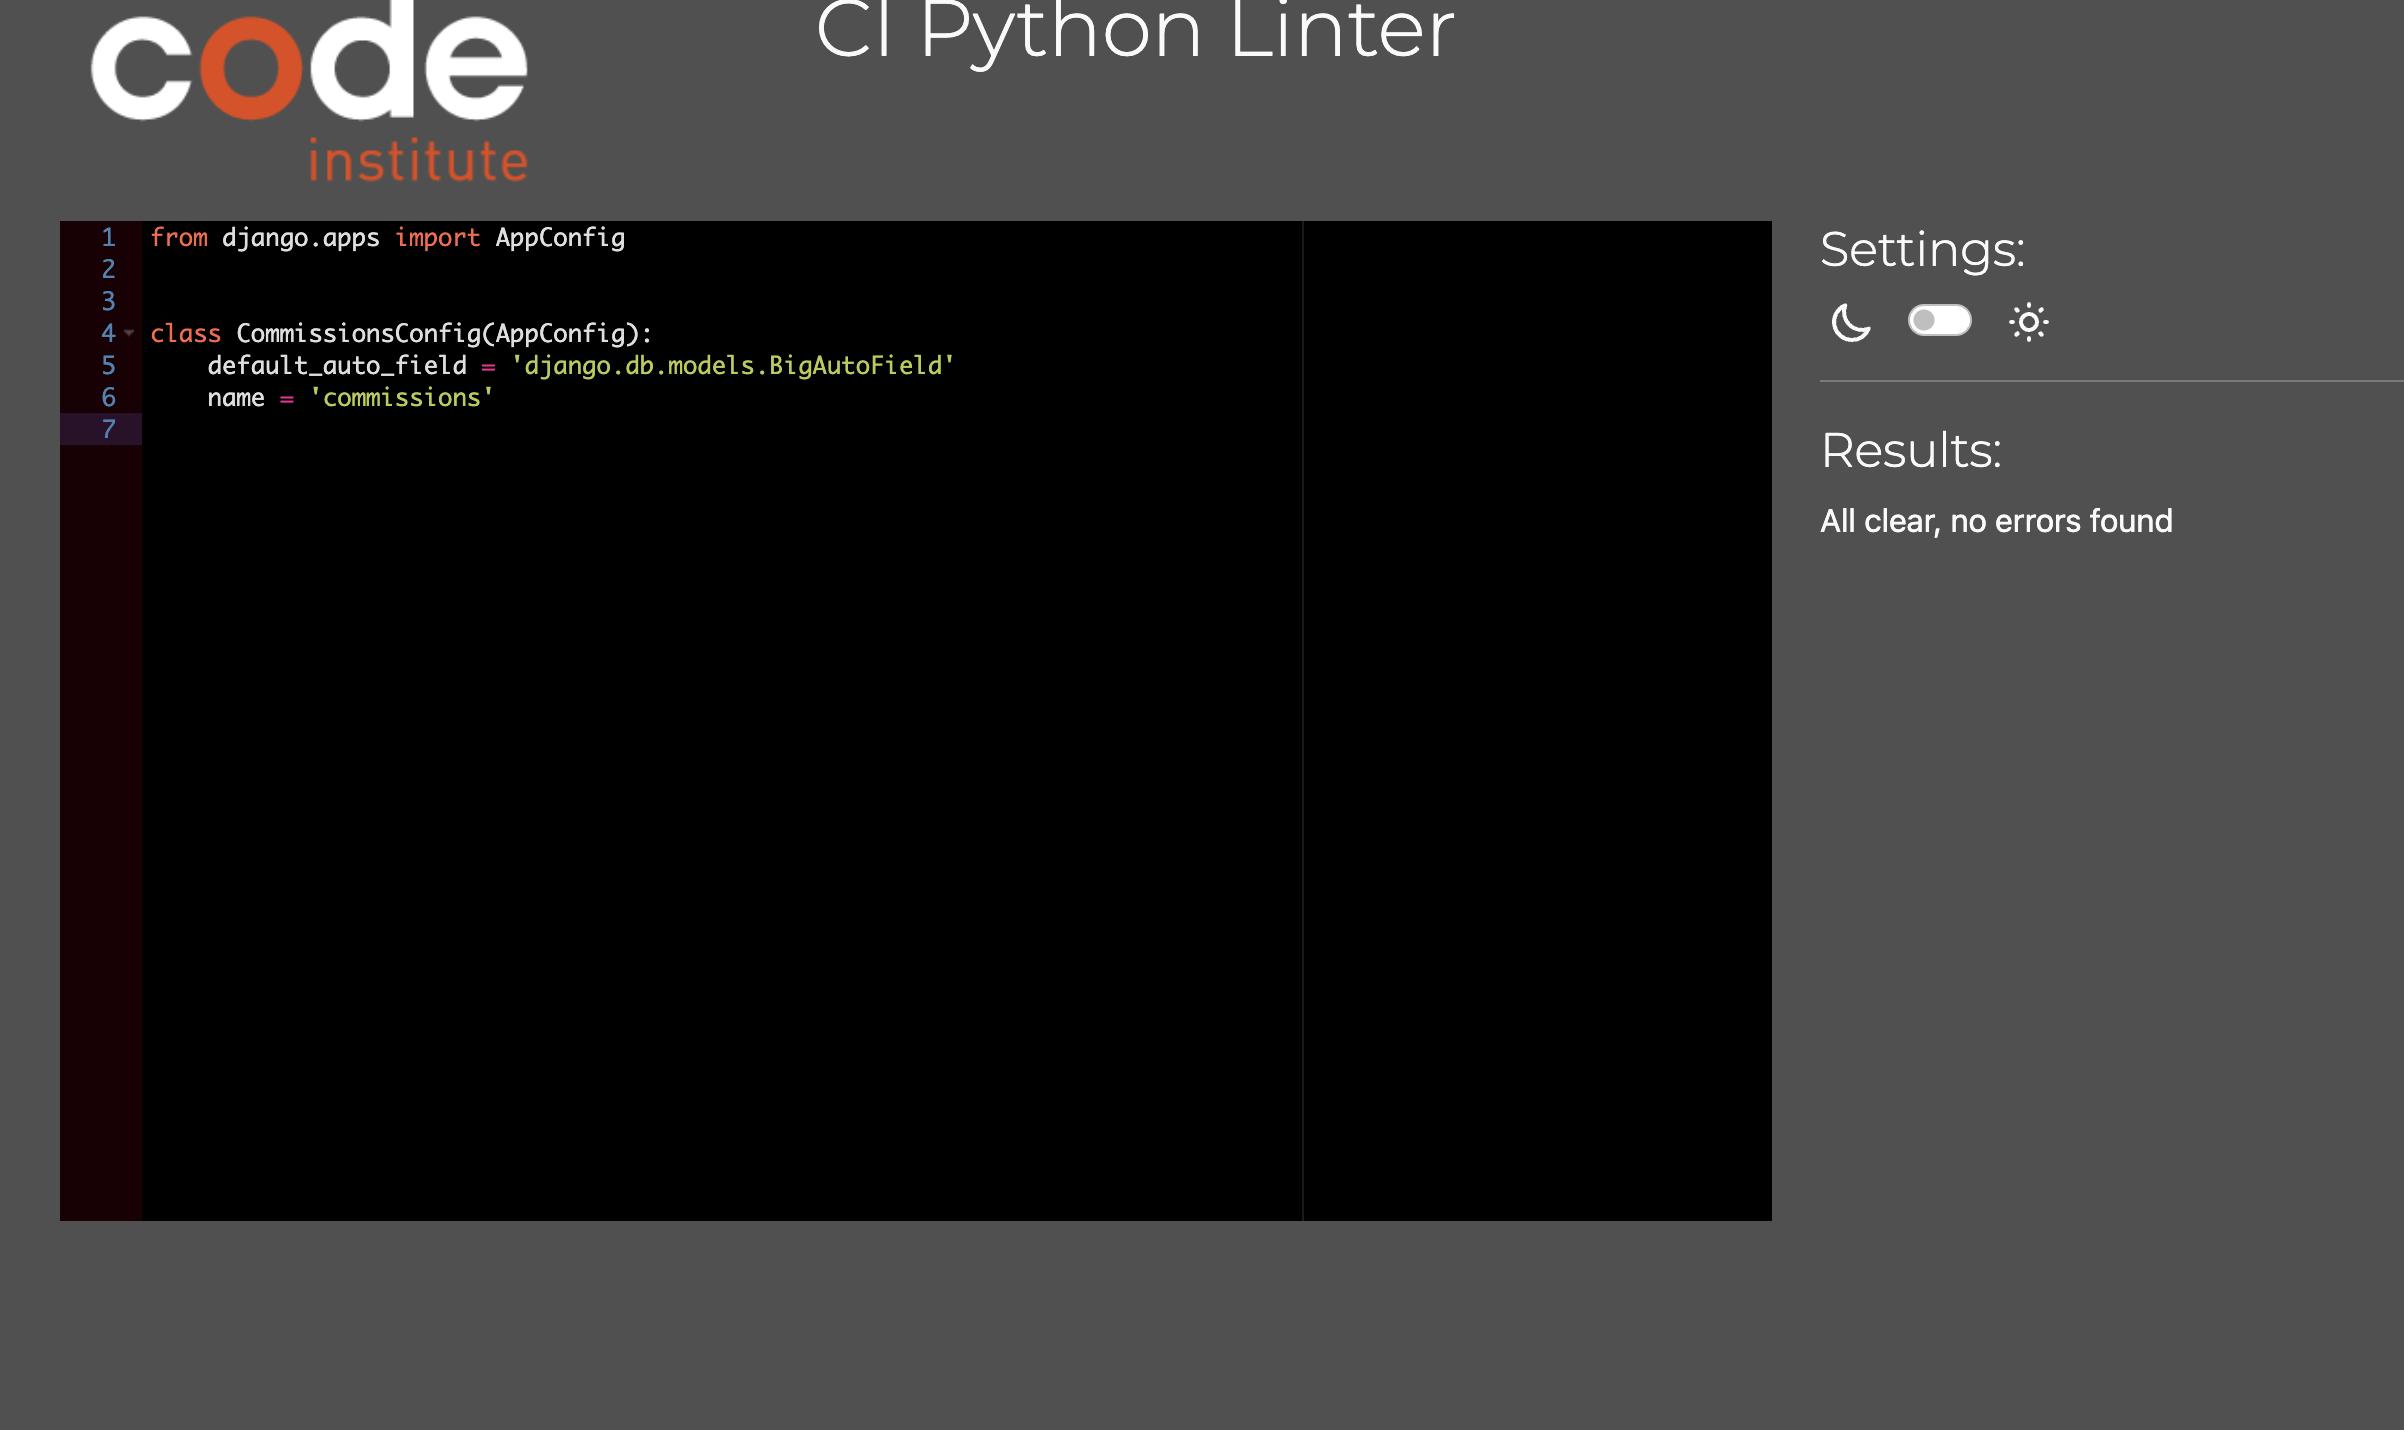 code
institute
CI Python Linter
1 from django.apps import AppConfig
2
3
4 class CommissionsConfig(AppConfig):
5     default_auto_field = 'django.db.models.BigAutoField'
6     name = 'commissions'
7
Settings:
Results:
All clear, no errors found